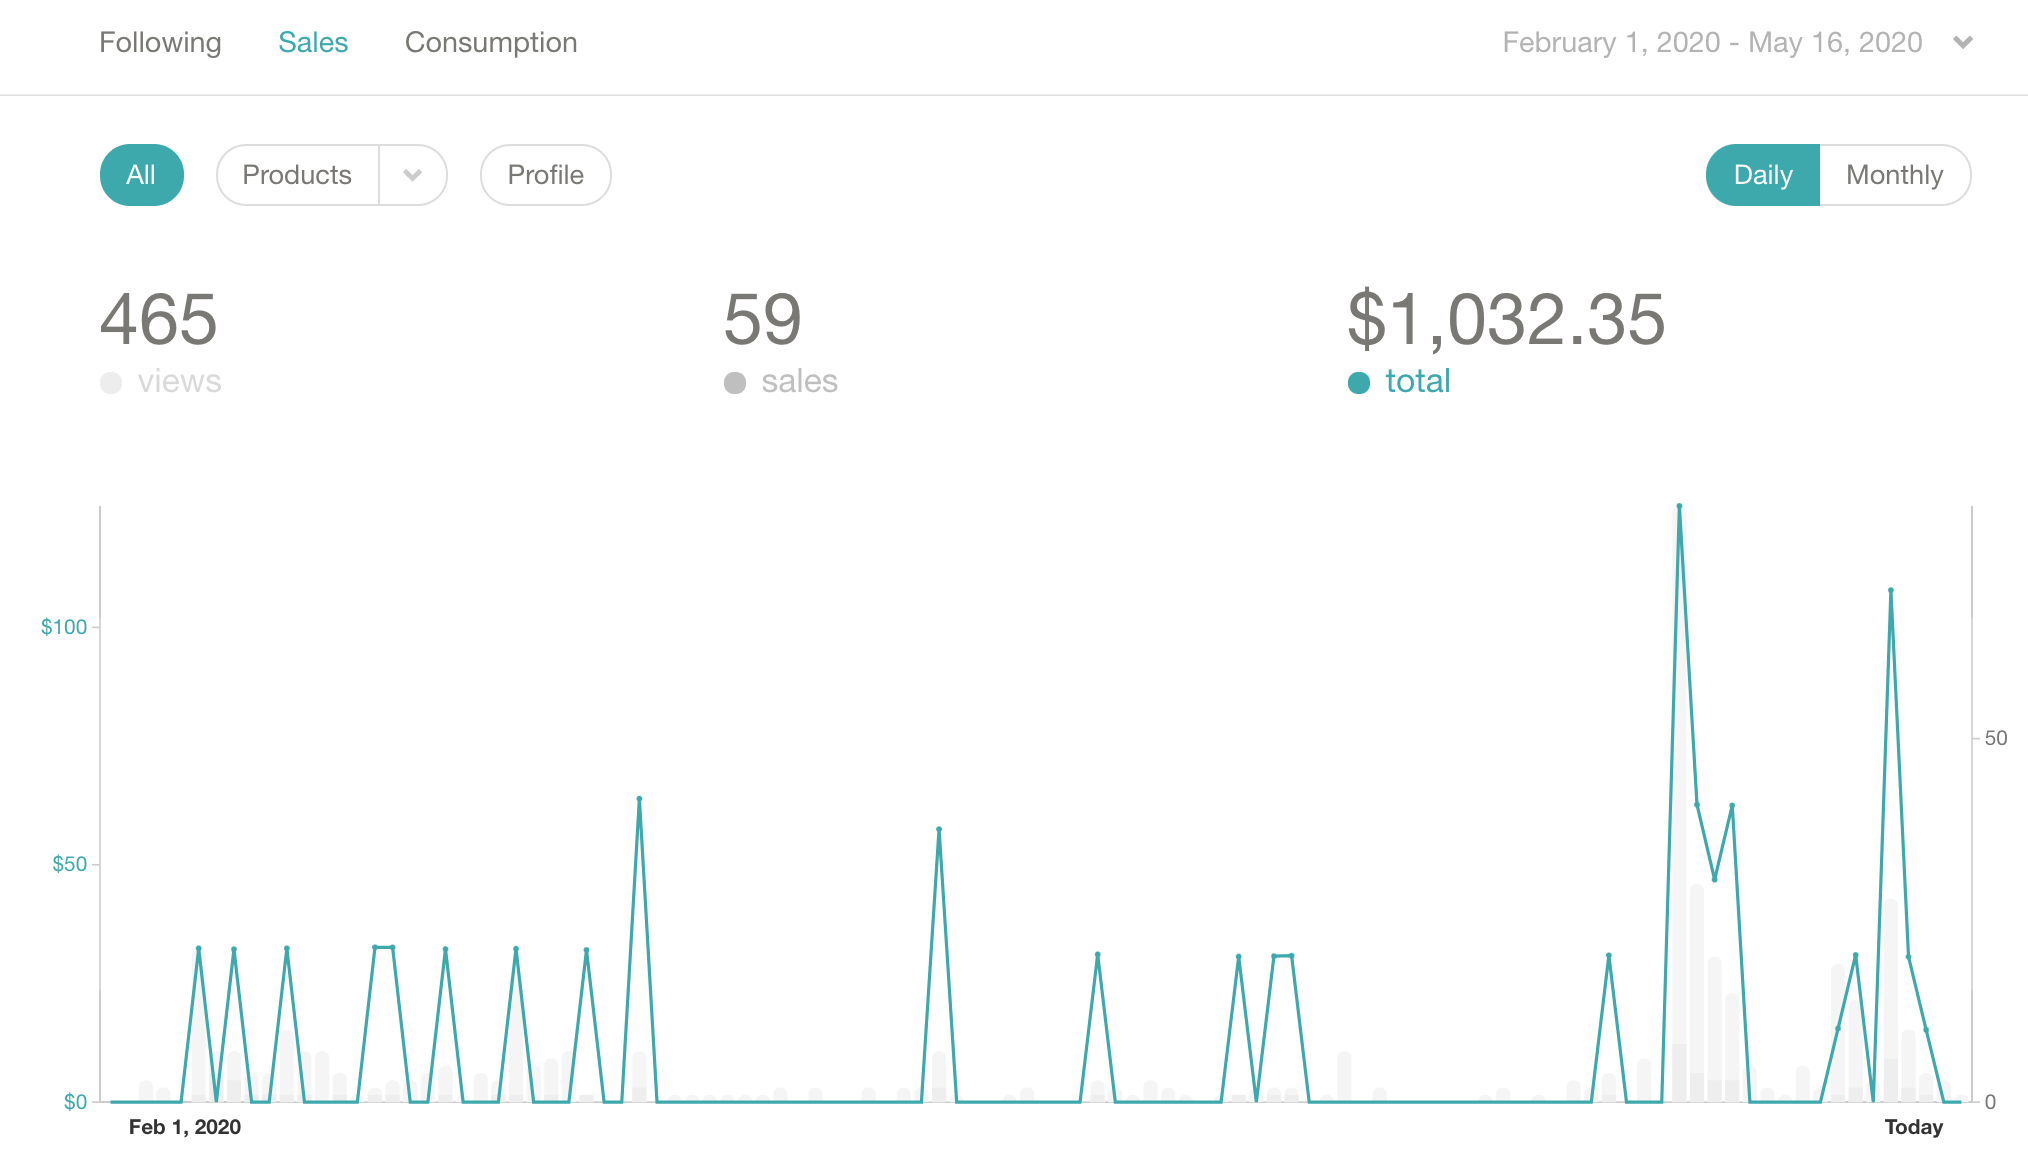 Following Sales Consumption February 1, 2020 - May 16, 2020
All Products Profile Daily Monthly
465 59 $1,032.35
views sales total
$100
50
$50
$0 0
Feb 1, 2020 Today